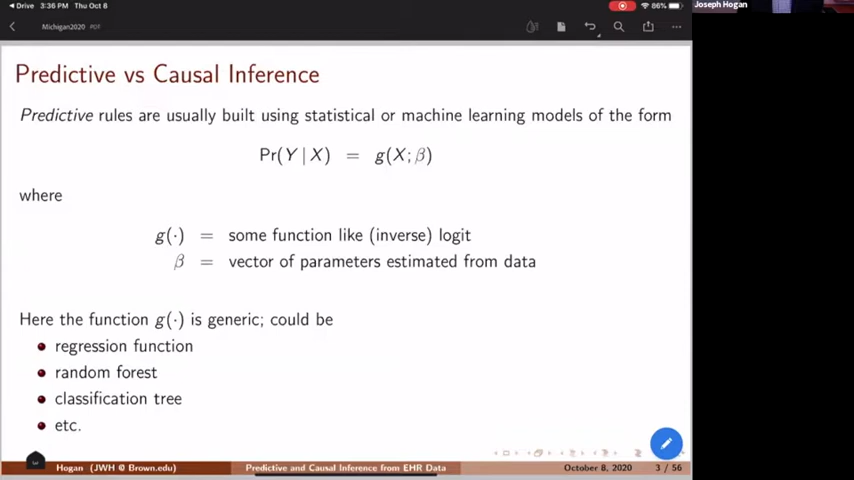 Drive 3:36 PM Thu Oct 8
86%
Joseph Hogan
Michigan2020 PDF
Predictive vs Causal Inference
Predictive rules are usually built using statistical or machine learning models of the form
Pr(Y | X) = g(X; β)
where
g(·) = some function like (inverse) logit
β = vector of parameters estimated from data
Here the function g(·) is generic; could be
regression function
random forest
classification tree
etc.
Hogan (JWH @ Brown.edu) Predictive and Causal Inference from EHR Data October 8, 2020 3 / 56